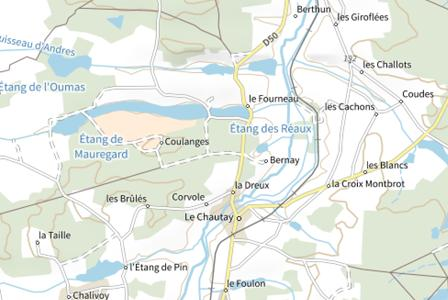 Berthun
les Giroflées
D50
uisseau d'Andres
132
les Challots
Étang de l'Oumas
Coudes
le Fourneau
les Cachons
Étang des Réaux
Étang de
Mauregard
Coulanges
Bernay
les Blancs
la Dreux
la Croix Montbrot
les Brûlés
Corvole
Le Chautay
la Taille
l'Étang de Pin
le Foulon
Chalivoy